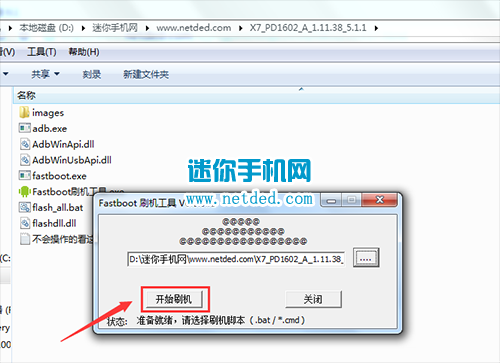 本地磁盘 (D:) ▸ 迷你手机网 ▸ www.netded.com ▸ X7_PD1602_A_1.11.38_5.1.1 ▸
工具(T) 帮助(H)
共享 ▾ 刻录 新建文件夹
名称
images
adb.exe
AdbWinApi.dll
AdbWinUsbApi.dll
fastboot.exe
Fastboot刷机工具.exe
flash_all.bat
flashdll.dll
不会操作的看这
迷你手机网
www.netded.com
Fastboot 刷机工具 V
@@@@@
@@@@@@@@@@@
@@@@@@@@@@@@@@@@@
D:\迷你手机网\www.netded.com\X7_PD1602_A_1.11.38_
....
开始刷机 关闭
状态: 准备就绪，请选择刷机脚本（.bat / *.cmd）